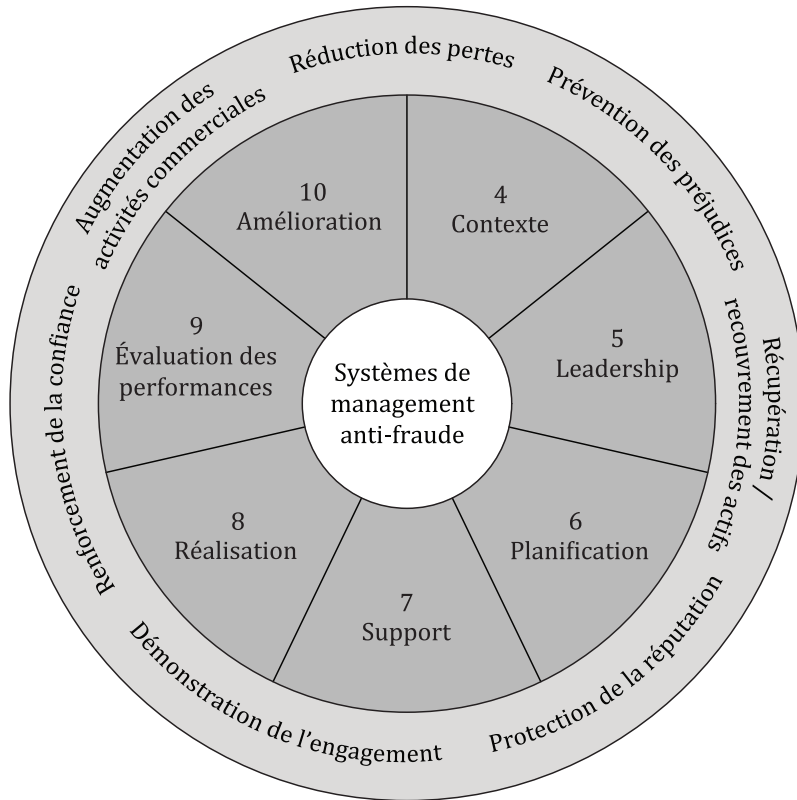 Réduction des pertes
Prévention des préjudices
Récupération /
recouvrement des actifs
Protection de la réputation
Démonstration de l’engagement
Renforcement de la confiance
Augmentation des
activités commerciales
4
Contexte
5
Leadership
6
Planification
7
Support
8
Réalisation
9
Évaluation des
performances
10
Amélioration
Systèmes de
management
anti-fraude